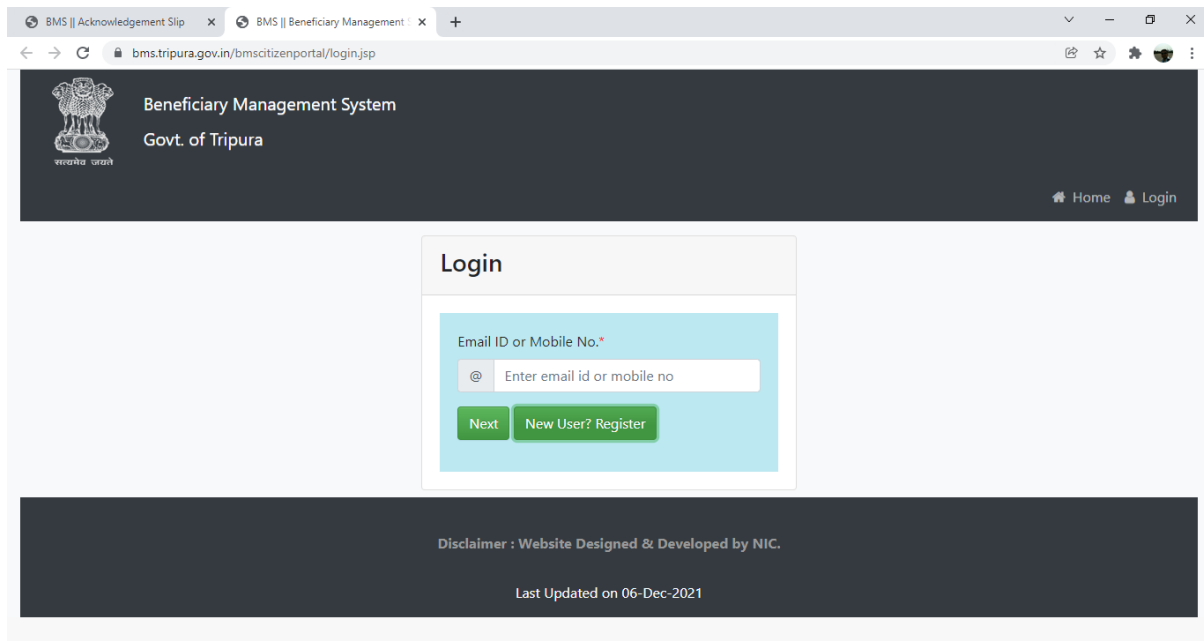 BMS || Acknowledgement Slip
BMS || Beneficiary Management S
bms.tripura.gov.in/bmscitizenportal/login.jsp
Beneficiary Management System
Govt. of Tripura
सत्यमेव जयते
Home Login
Login
Email ID or Mobile No.*
@ Enter email id or mobile no
Next New User? Register
Disclaimer : Website Designed & Developed by NIC.
Last Updated on 06-Dec-2021